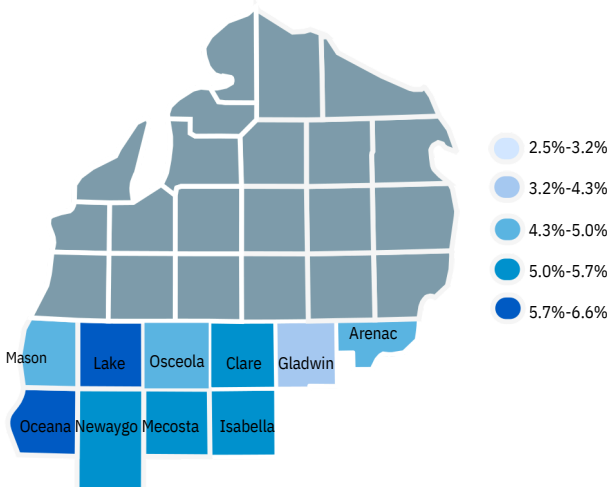 2.5%-3.2%
3.2%-4.3%
4.3%-5.0%
5.0%-5.7%
5.7%-6.6%
Mason Lake Osceola Clare Gladwin Arenac
Oceana Newaygo Mecosta Isabella